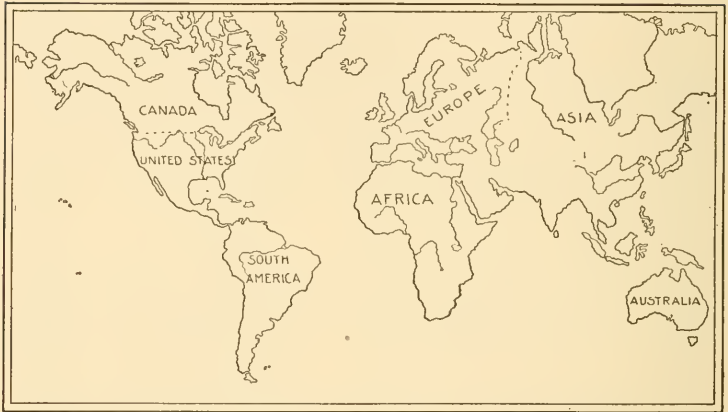 CANADA
UNITED STATES
SOUTH
AMERICA
EUROPE
AFRICA
ASIA
AUSTRALIA